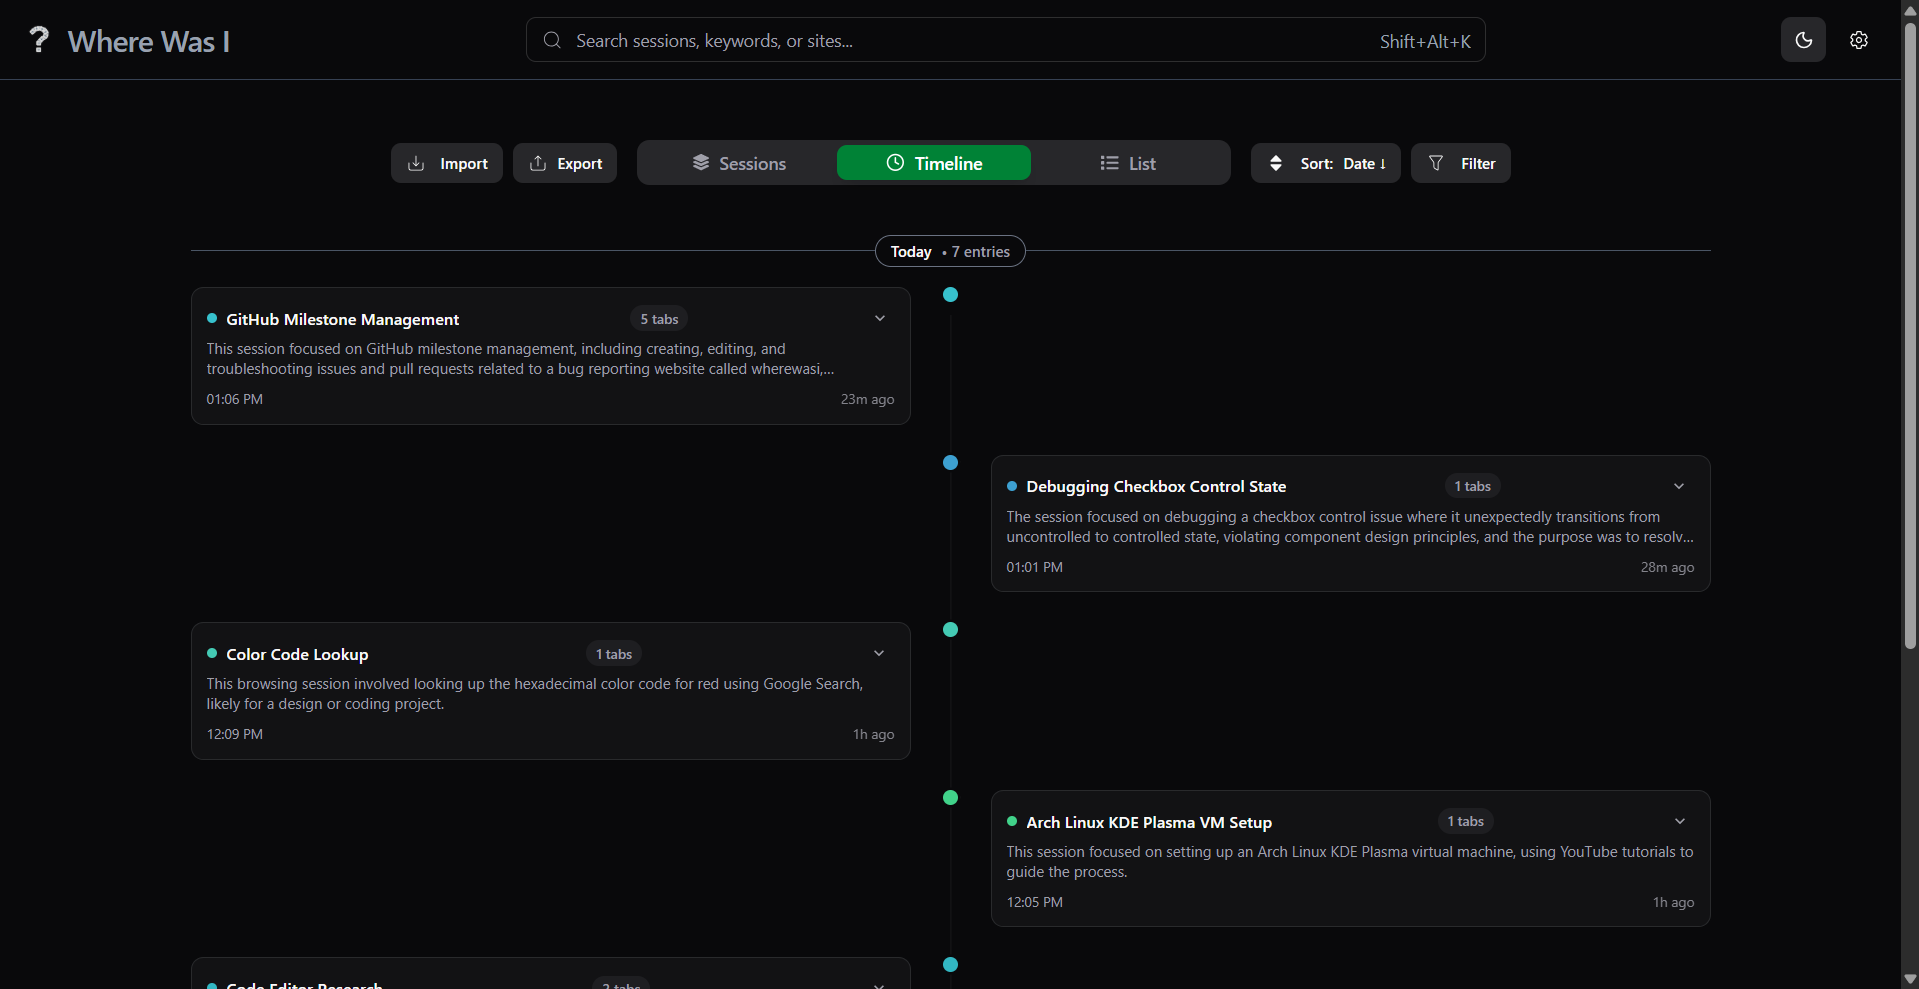 ? Where Was I
Search sessions, keywords, or sites...
Shift+Alt+K
Import
Export
Sessions
Timeline
List
Sort: Date ↓
Filter
Today • 7 entries
GitHub Milestone Management
5 tabs
This session focused on GitHub milestone management, including creating, editing, and
troubleshooting issues and pull requests related to a bug reporting website called wherewasi,...
01:06 PM
23m ago
Debugging Checkbox Control State
1 tabs
The session focused on debugging a checkbox control issue where it unexpectedly transitions from
uncontrolled to controlled state, violating component design principles, and the purpose was to resolv...
01:01 PM
28m ago
Color Code Lookup
1 tabs
This browsing session involved looking up the hexadecimal color code for red using Google Search,
likely for a design or coding project.
12:09 PM
1h ago
Arch Linux KDE Plasma VM Setup
1 tabs
This session focused on setting up an Arch Linux KDE Plasma virtual machine, using YouTube tutorials to
guide the process.
12:05 PM
1h ago
Code Editor Research
2 tabs